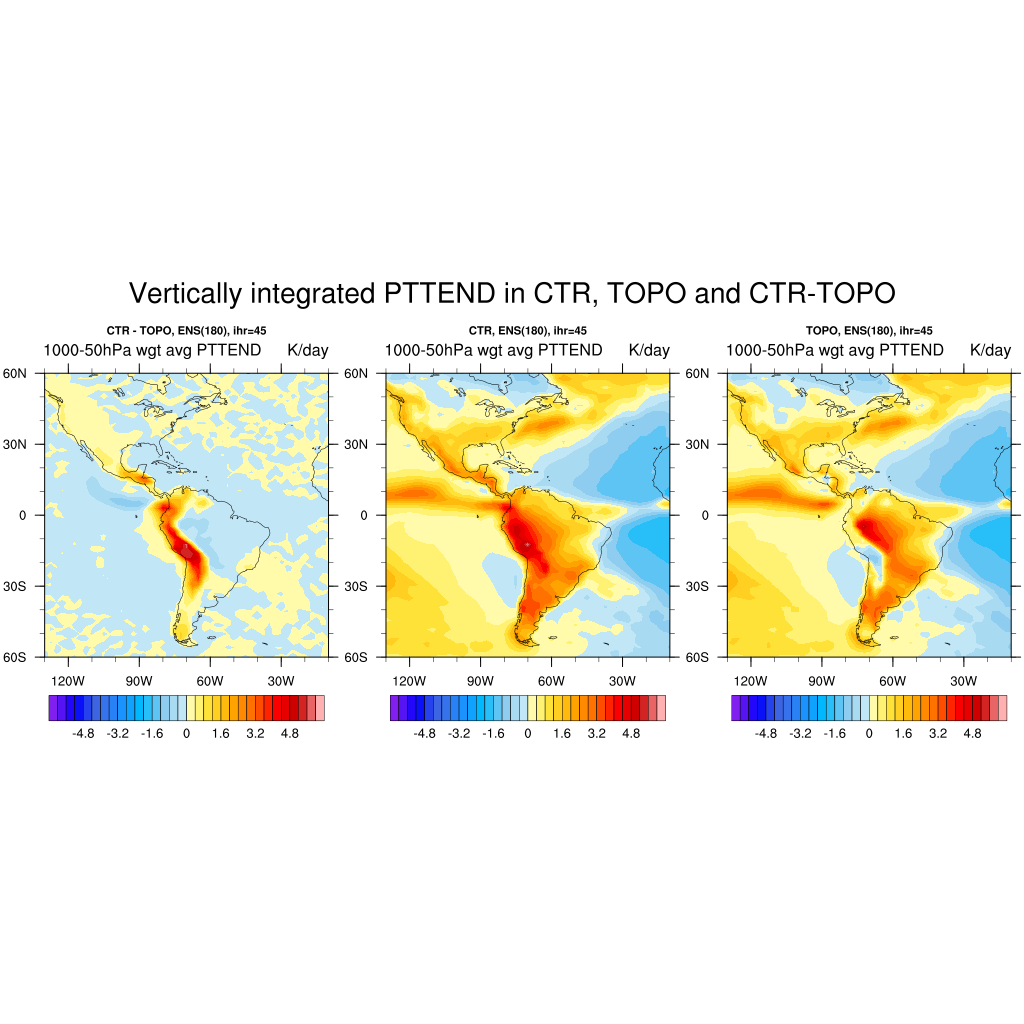 Vertically integrated PTTEND in CTR, TOPO and CTR-TOPO
CTR - TOPO, ENS(180), ihr=45
1000-50hPa wgt avg PTTEND K/day
60N
30N
0
30S
60S
120W 90W 60W 30W
-4.8 -3.2 -1.6 0 1.6 3.2 4.8
CTR, ENS(180), ihr=45
1000-50hPa wgt avg PTTEND K/day
60N
30N
0
30S
60S
120W 90W 60W 30W
-4.8 -3.2 -1.6 0 1.6 3.2 4.8
TOPO, ENS(180), ihr=45
1000-50hPa wgt avg PTTEND K/day
60N
30N
0
30S
60S
120W 90W 60W 30W
-4.8 -3.2 -1.6 0 1.6 3.2 4.8